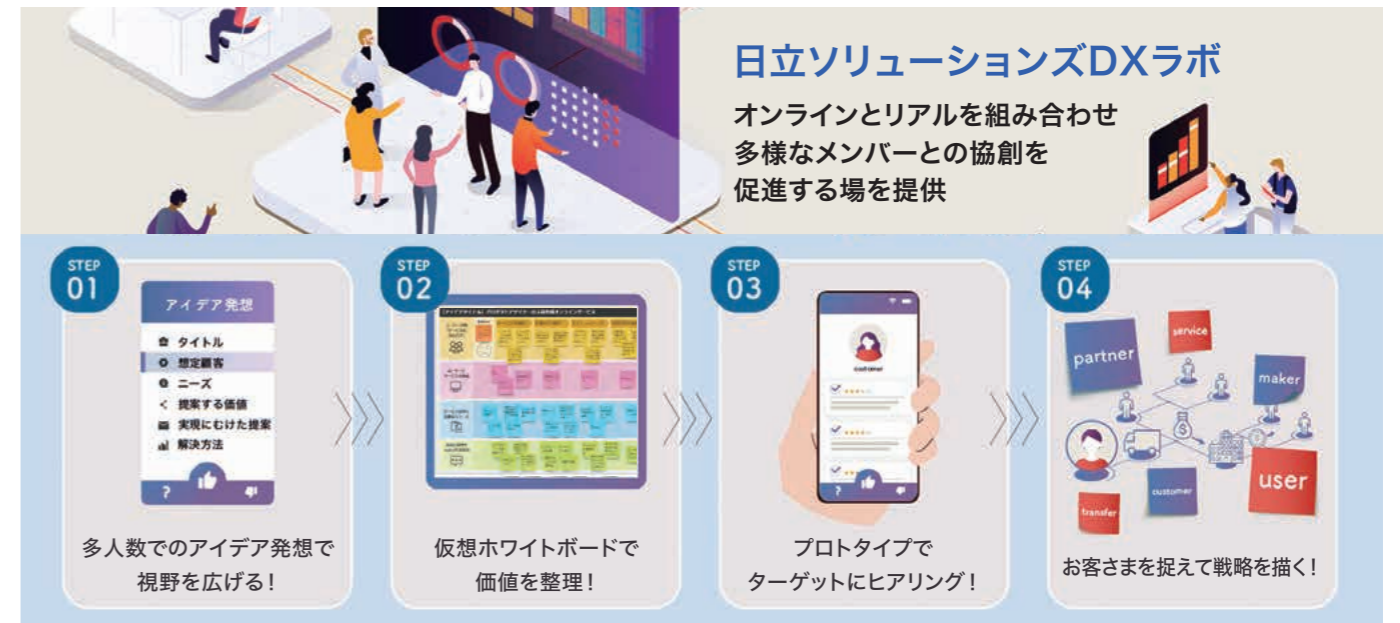 日立ソリューションズDXラボ
オンラインとリアルを組み合わせ
多様なメンバーとの協創を
促進する場を提供
STEP
01
アイデア発想
タイトル
想定顧客
ニーズ
提案する価値
実現にむけた提案
解決方法
?
多人数でのアイデア発想で
視野を広げる!
STEP
02
仮想ホワイトボードで
価値を整理!
STEP
03
customer
?
プロトタイプで
ターゲットにヒアリング!
STEP
04
partner
service
maker
$
user
customer
transfer
お客さまを捉えて戦略を描く!